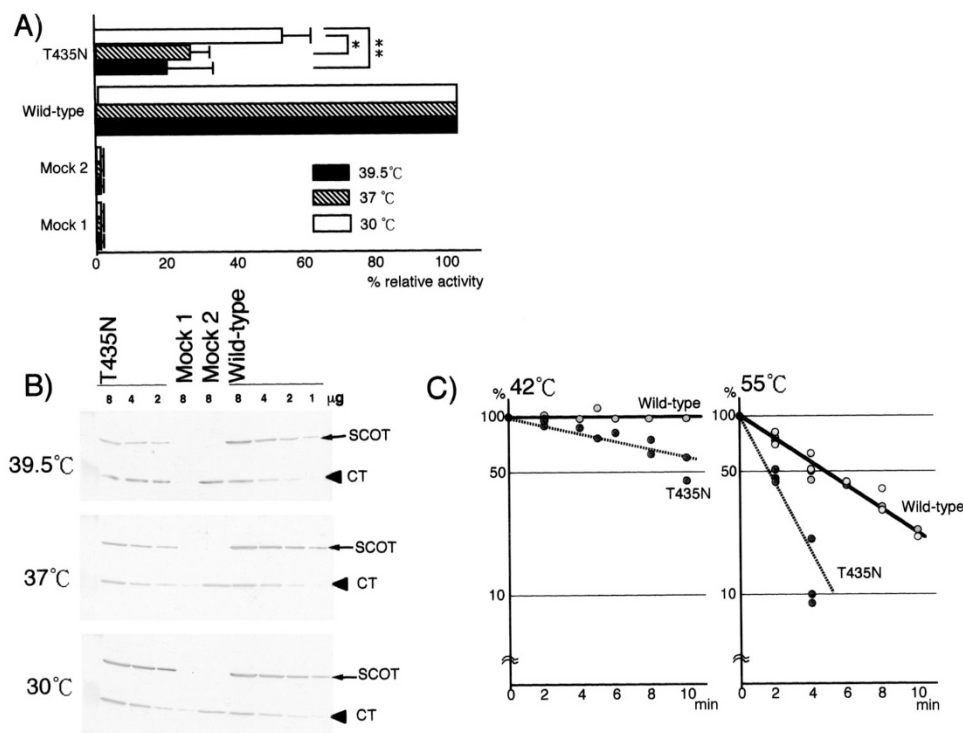 A)
T435N
*
**
Wild-type
Mock 2
Mock 1
39.5℃
37 ℃
30 ℃
0 20 40 60 80 100
% relative activity
B)
T435N
Mock 1
Mock 2
Wild-type
8 4 2 8 8 8 4 2 1 μg
39.5℃
SCOT
CT
37℃
SCOT
CT
30℃
SCOT
CT
C)
42℃
%
100
50
10
Wild-type
T435N
0 2 4 6 8 10
min
55℃
%
100
50
10
Wild-type
T435N
0 2 4 6 8 10
min